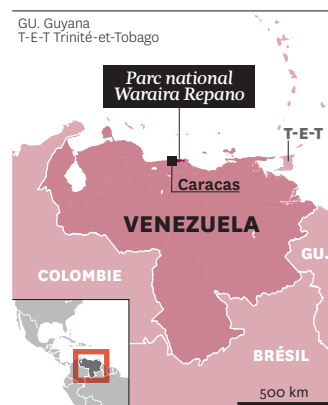 GU. Guyana
T-E-T Trinité-et-Tobago
Parc national
Waraira Repano
T-E-T
Caracas
VENEZUELA
GU.
COLOMBIE
BRÉSIL
500 km